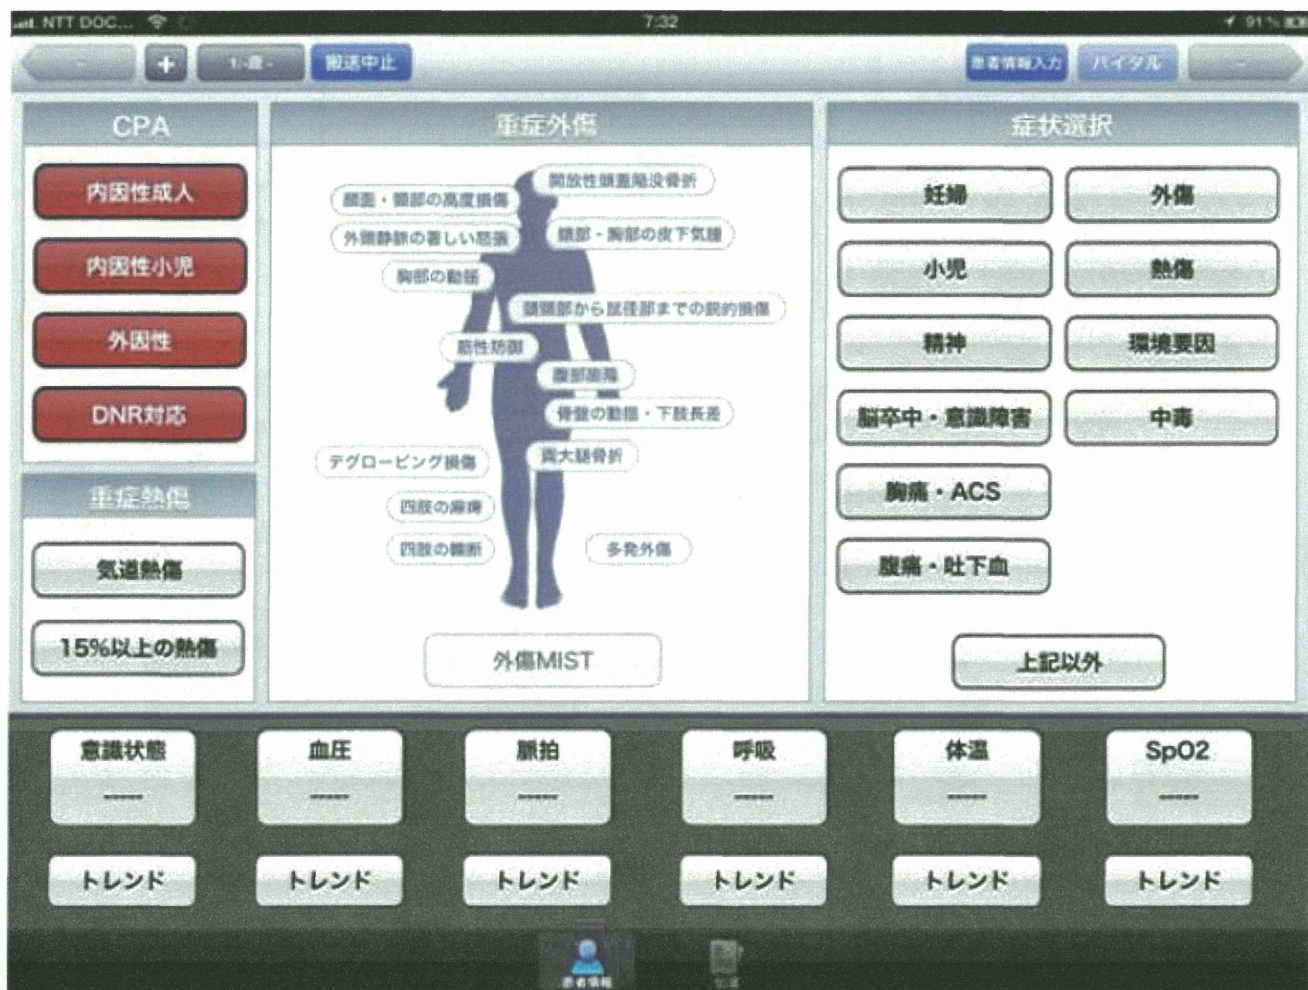 NTT DOC... 7:32 91%
- + 1.-歳- 搬送中止 患者情報入力 バイタル -
CPA
内因性成人
内因性小児
外因性
DNR対応
重症熱傷
気道熱傷
15%以上の熱傷
重症外傷
開放性頭蓋陥没骨折
顔面・頸部の高度損傷
外頸静脈の著しい怒張
頸部・胸部の皮下気腫
胸部の動揺
頭頸部から鼠径部までの鋭的損傷
筋性防御
腹部膨隆
骨盤の動揺・下肢長差
両大腿骨折
デグロービング損傷
四肢の麻痺
四肢の轢断
多発外傷
外傷MIST
症状選択
妊婦 外傷
小児 熱傷
精神 環境要因
脳卒中・意識障害 中毒
胸痛・ACS
腹痛・吐下血
上記以外
意識状態 血圧 脈拍 呼吸 体温 SpO2
----- ----- ----- ----- ----- -----
トレンド トレンド トレンド トレンド トレンド トレンド
患者情報